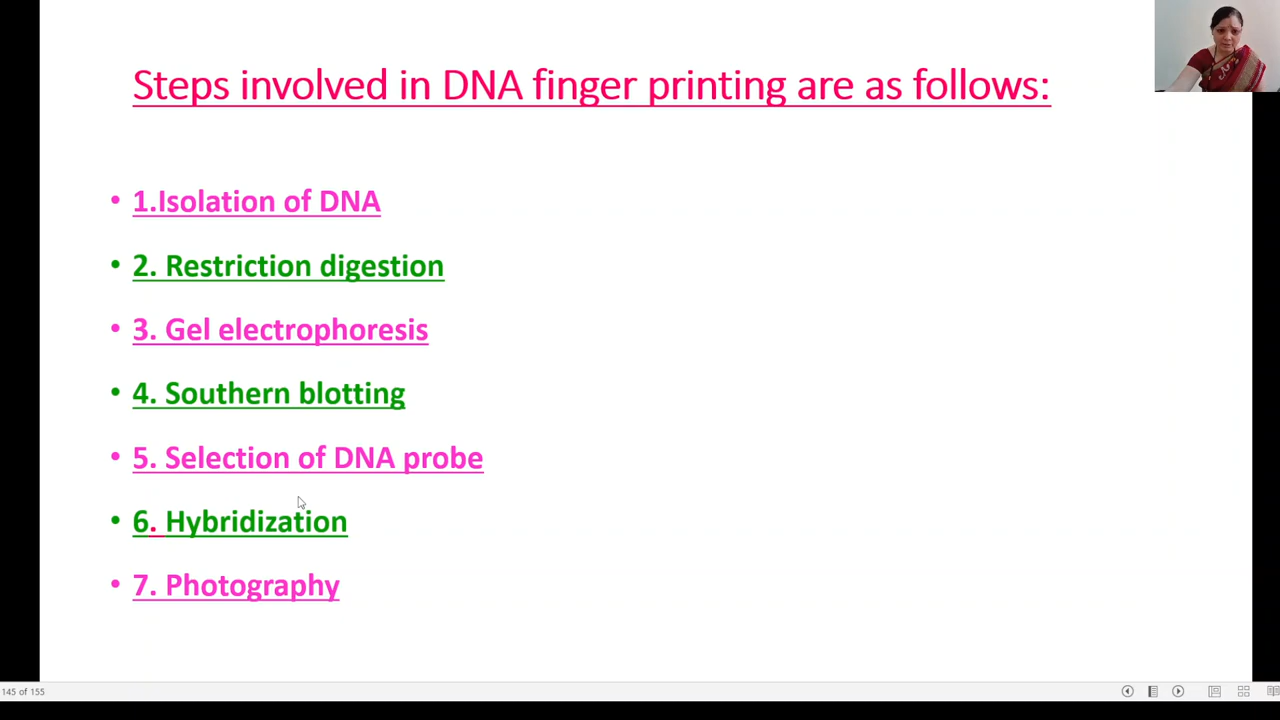 Steps involved in DNA finger printing are as follows:
• 1.Isolation of DNA
• 2. Restriction digestion
• 3. Gel electrophoresis
• 4. Southern blotting
• 5. Selection of DNA probe
• 6. Hybridization
• 7. Photography
145 of 155